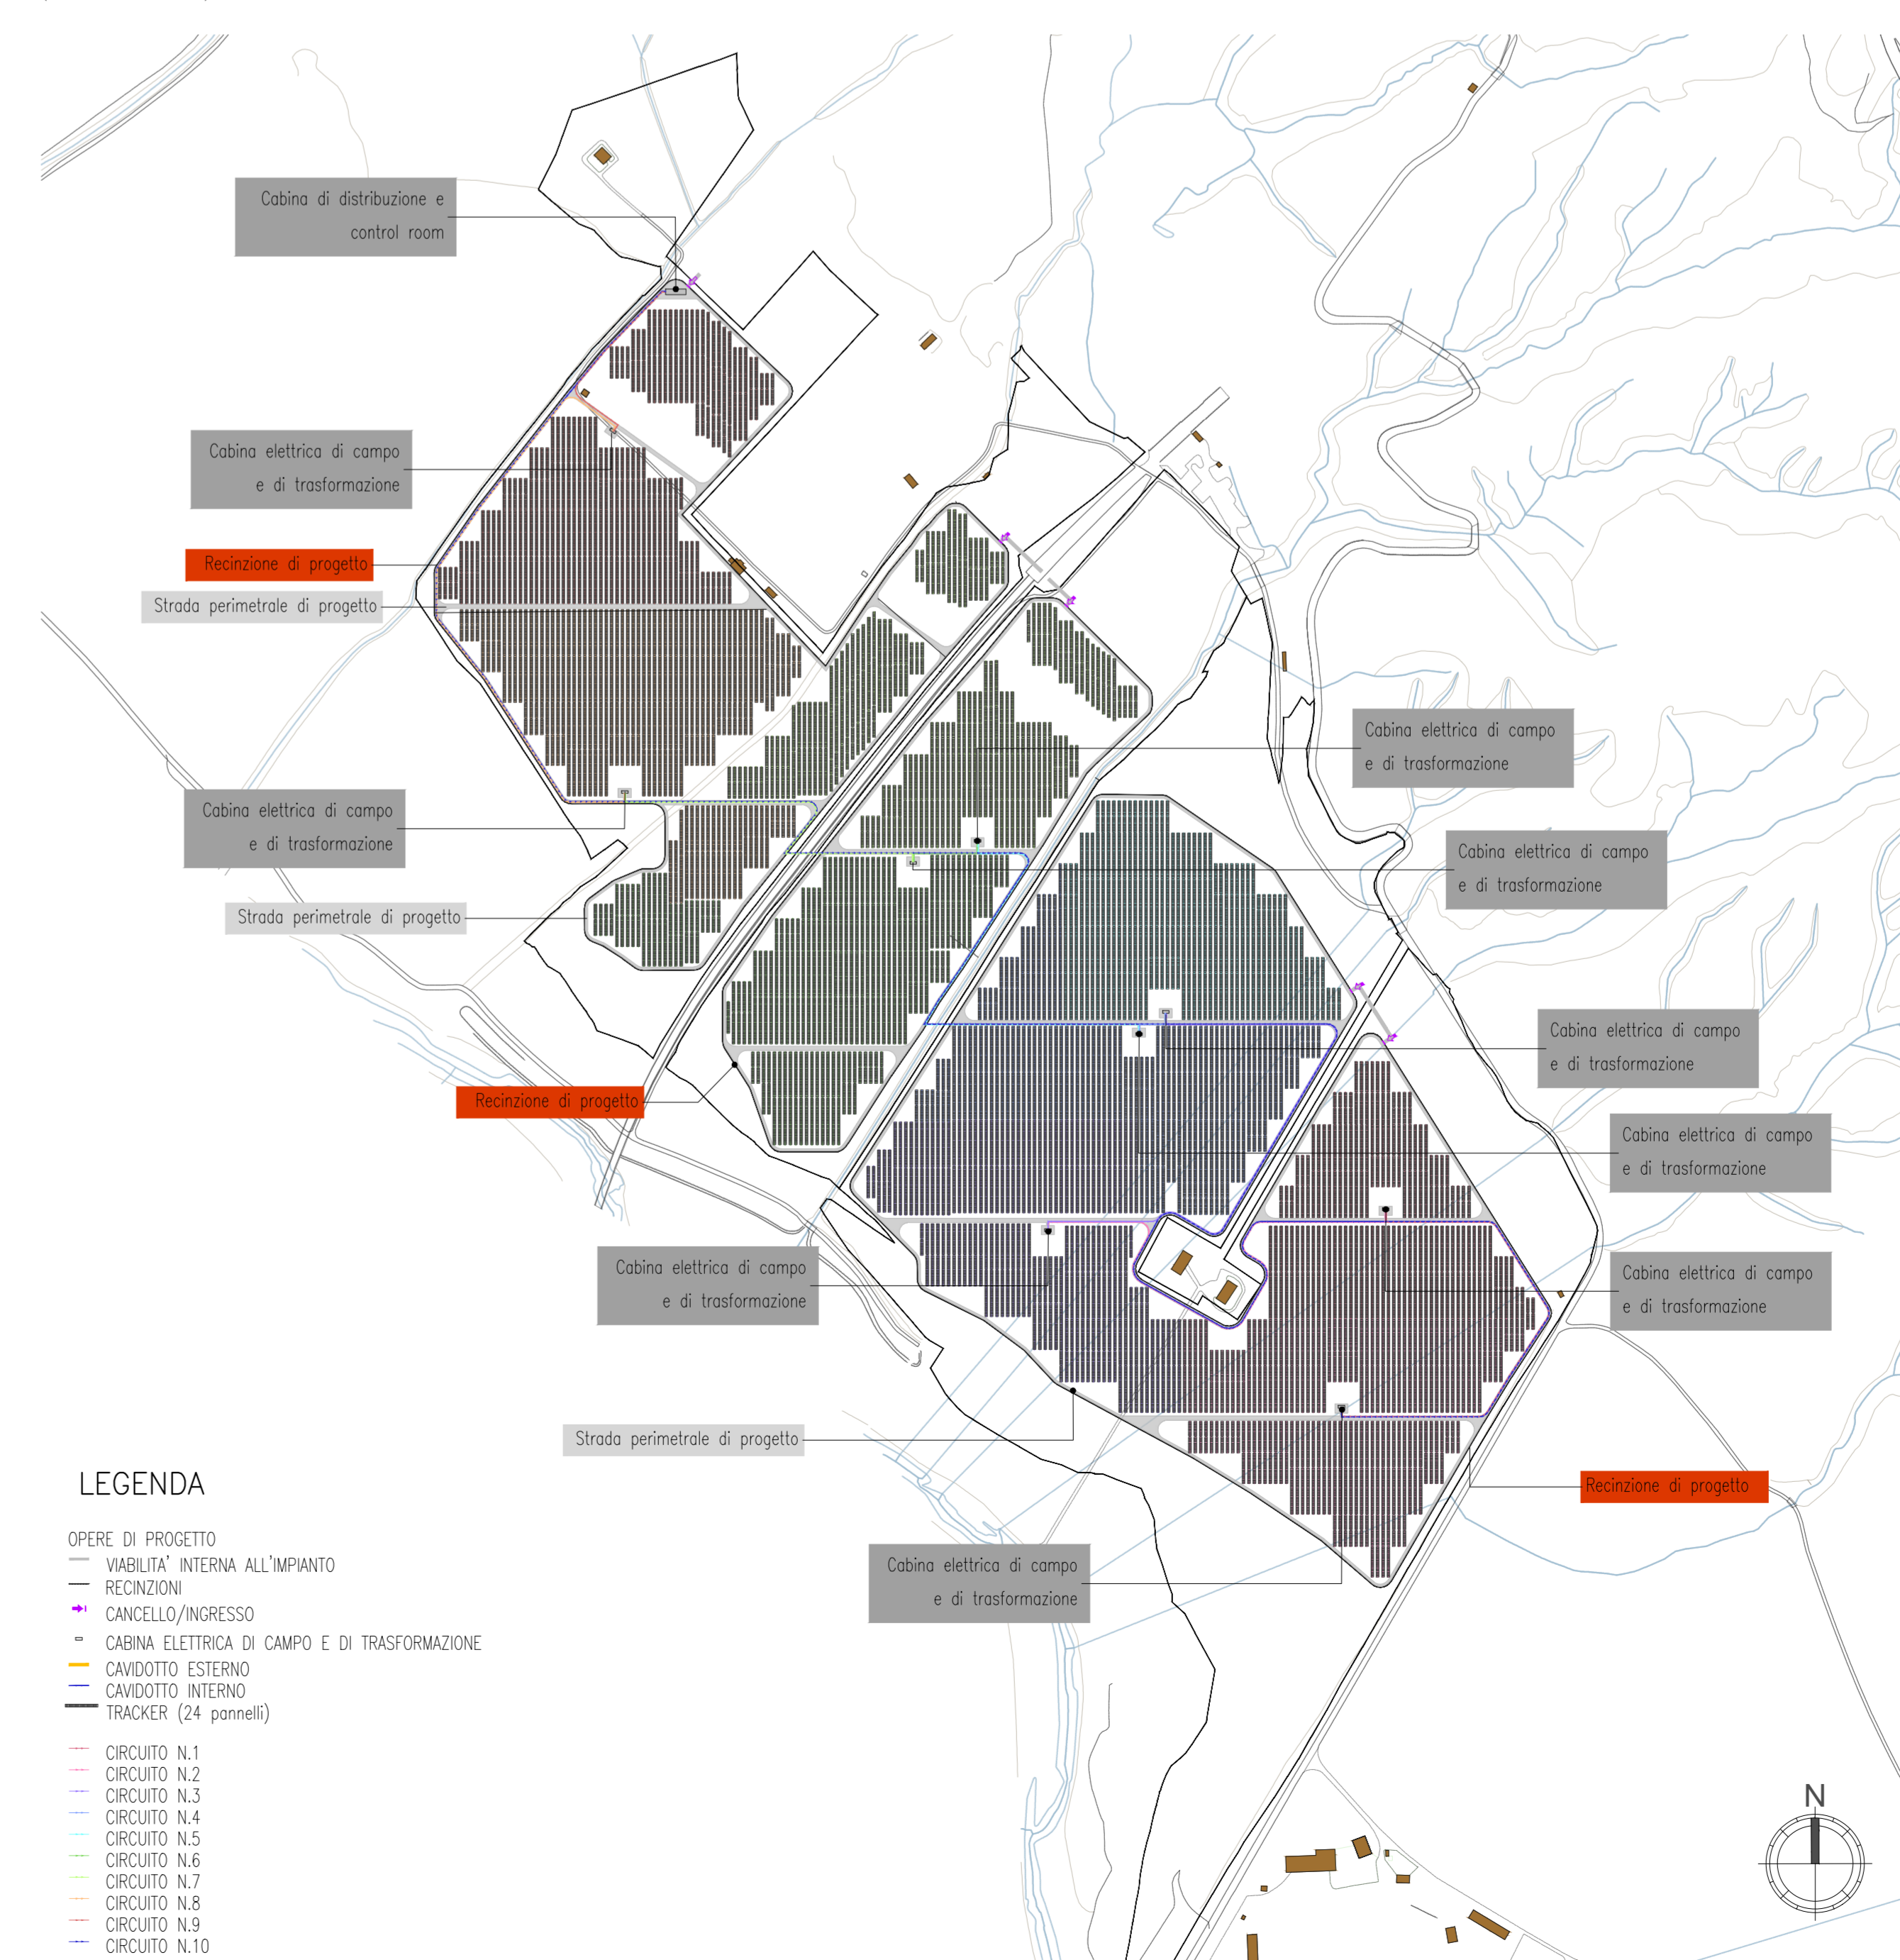 Cabina di distribuzione e
control room
Cabina elettrica di campo
e di trasformazione
Recinzione di progetto
Strada perimetrale di progetto
Cabina elettrica di campo
e di trasformazione
Cabina elettrica di campo
e di trasformazione
Cabina elettrica di campo
e di trasformazione
Strada perimetrale di progetto
Cabina elettrica di campo
e di trasformazione
Recinzione di progetto
Cabina elettrica di campo
e di trasformazione
Cabina elettrica di campo
e di trasformazione
Cabina elettrica di campo
e di trasformazione
Strada perimetrale di progetto
Recinzione di progetto
Cabina elettrica di campo
e di trasformazione
LEGENDA
OPERE DI PROGETTO
VIABILITA' INTERNA ALL'IMPIANTO
RECINZIONI
CANCELLO/INGRESSO
CABINA ELETTRICA DI CAMPO E DI TRASFORMAZIONE
CAVIDOTTO ESTERNO
CAVIDOTTO INTERNO
TRACKER (24 pannelli)
CIRCUITO N.1
CIRCUITO N.2
CIRCUITO N.3
CIRCUITO N.4
CIRCUITO N.5
CIRCUITO N.6
CIRCUITO N.7
CIRCUITO N.8
CIRCUITO N.9
CIRCUITO N.10
N